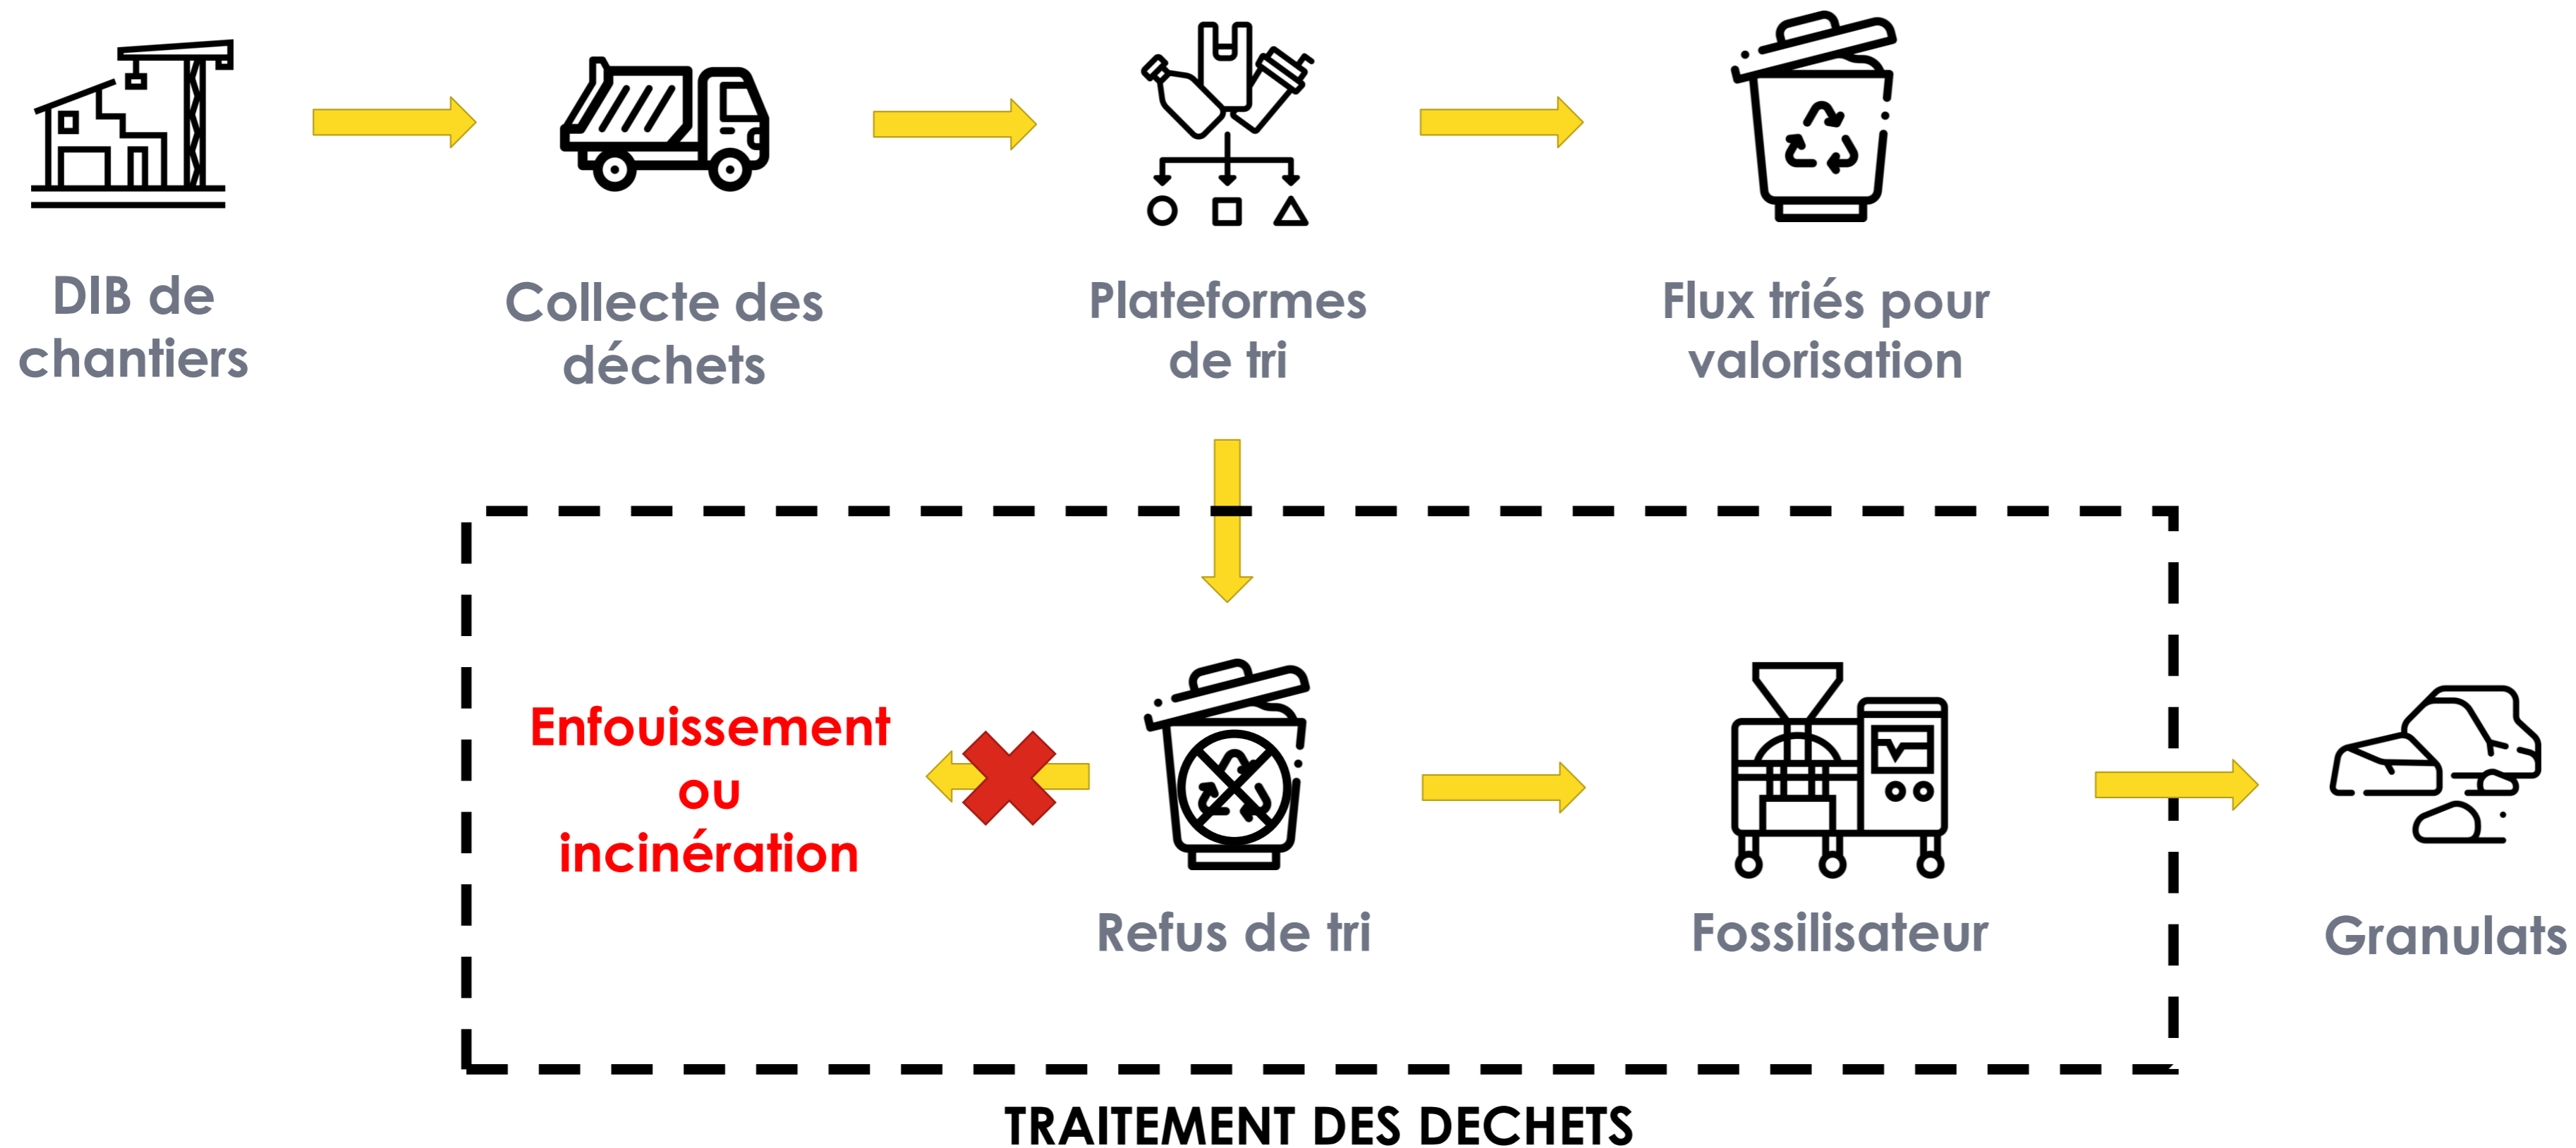 DIB de
chantiers
Collecte des
déchets
Plateformes
de tri
Flux triés pour
valorisation
Enfouissement
ou
incinération
Refus de tri
Fossilisateur
Granulats
TRAITEMENT DES DECHETS